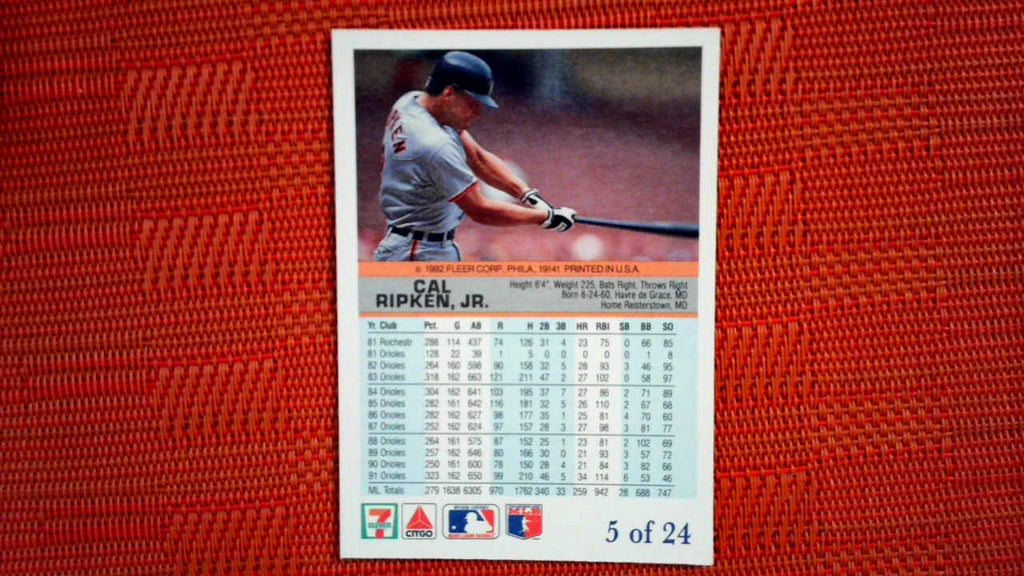 PKEN
© 1992 FLEER CORP., PHILA., 19141 PRINTED IN U.S.A.
CAL
RIPKEN, JR.
Height 6'4", Weight 225, Bats Right, Throws Right
Born 8-24-60, Havre de Grace, MD
Home Reisterstown, MD
Yr. Club Pct. G AB R H 2B 3B HR RBI SB BB SO
81 Rochestr .288 114 437 74 126 31 4 23 75 0 66 85
81 Orioles .128 22 39 1 5 0 0 0 0 0 1 8
82 Orioles .264 160 598 90 158 32 5 28 93 3 46 95
83 Orioles .318 162 663 121 211 47 2 27 102 0 58 97
84 Orioles .304 162 641 103 195 37 7 27 86 2 71 89
85 Orioles .282 161 642 116 181 32 5 26 110 2 67 68
86 Orioles .282 162 627 98 177 35 1 25 81 4 70 60
87 Orioles .252 162 624 97 157 28 3 27 98 3 81 77
88 Orioles .264 161 575 87 152 25 1 23 81 2 102 69
89 Orioles .257 162 646 80 166 30 0 21 93 3 57 72
90 Orioles .250 161 600 78 150 28 4 21 84 3 82 66
91 Orioles .323 162 650 99 210 46 5 34 114 6 53 46
ML Totals .279 1638 6305 970 1762 340 33 259 942 28 688 747
7
ELEVEN
CITGO
MLB
5 of 24